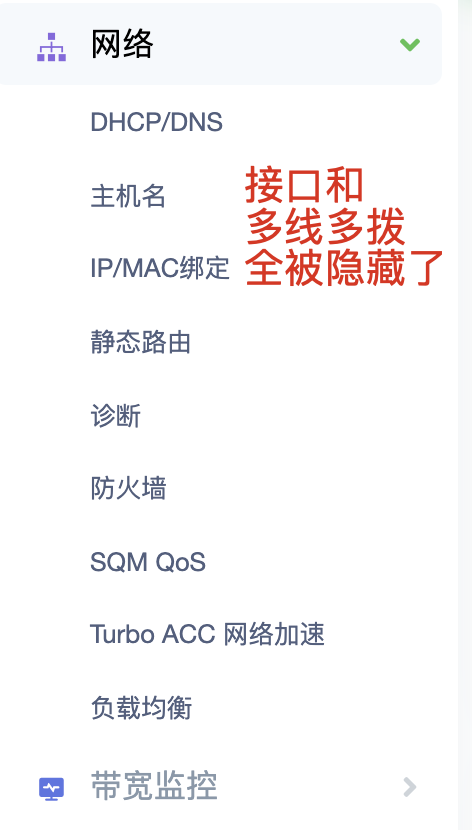 网络
DHCP/DNS
主机名
接口和
多线多拨
全被隐藏了
IP/MAC绑定
静态路由
诊断
防火墙
SQM QoS
Turbo ACC 网络加速
负载均衡
带宽监控